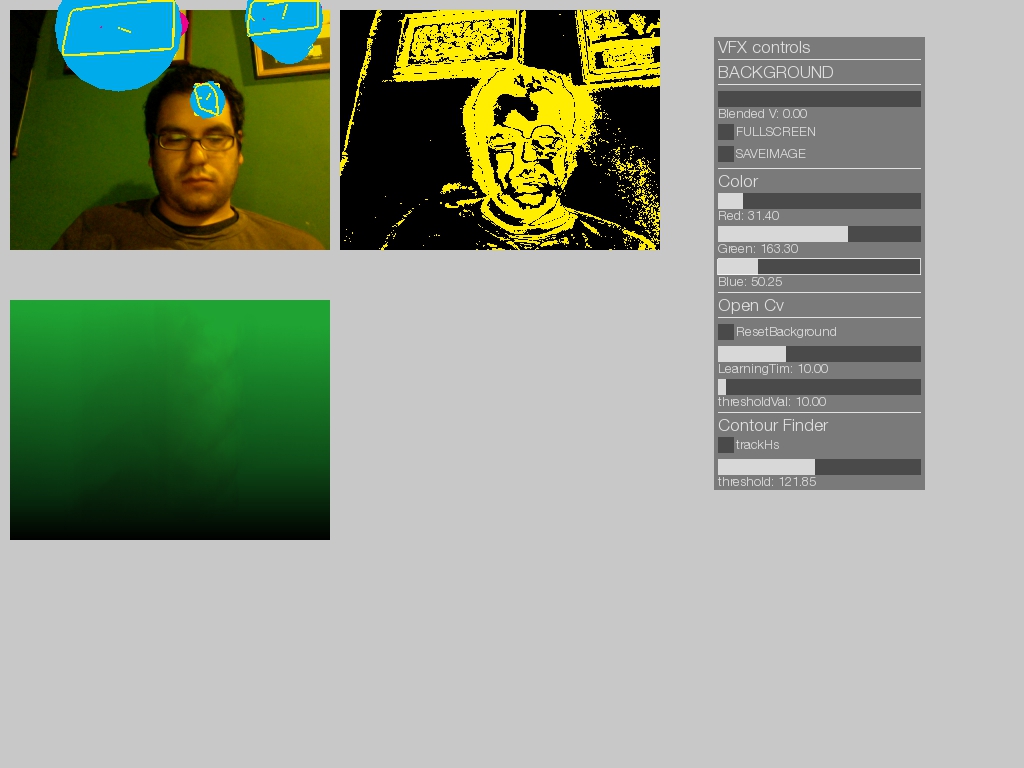 VFX controls
BACKGROUND
Blended V: 0.00
FULLSCREEN
SAVEIMAGE
Color
Red: 31.40
Green: 163.30
Blue: 50.25
Open Cv
ResetBackground
LearningTim: 10.00
thresholdVal: 10.00
Contour Finder
trackHs
threshold: 121.85